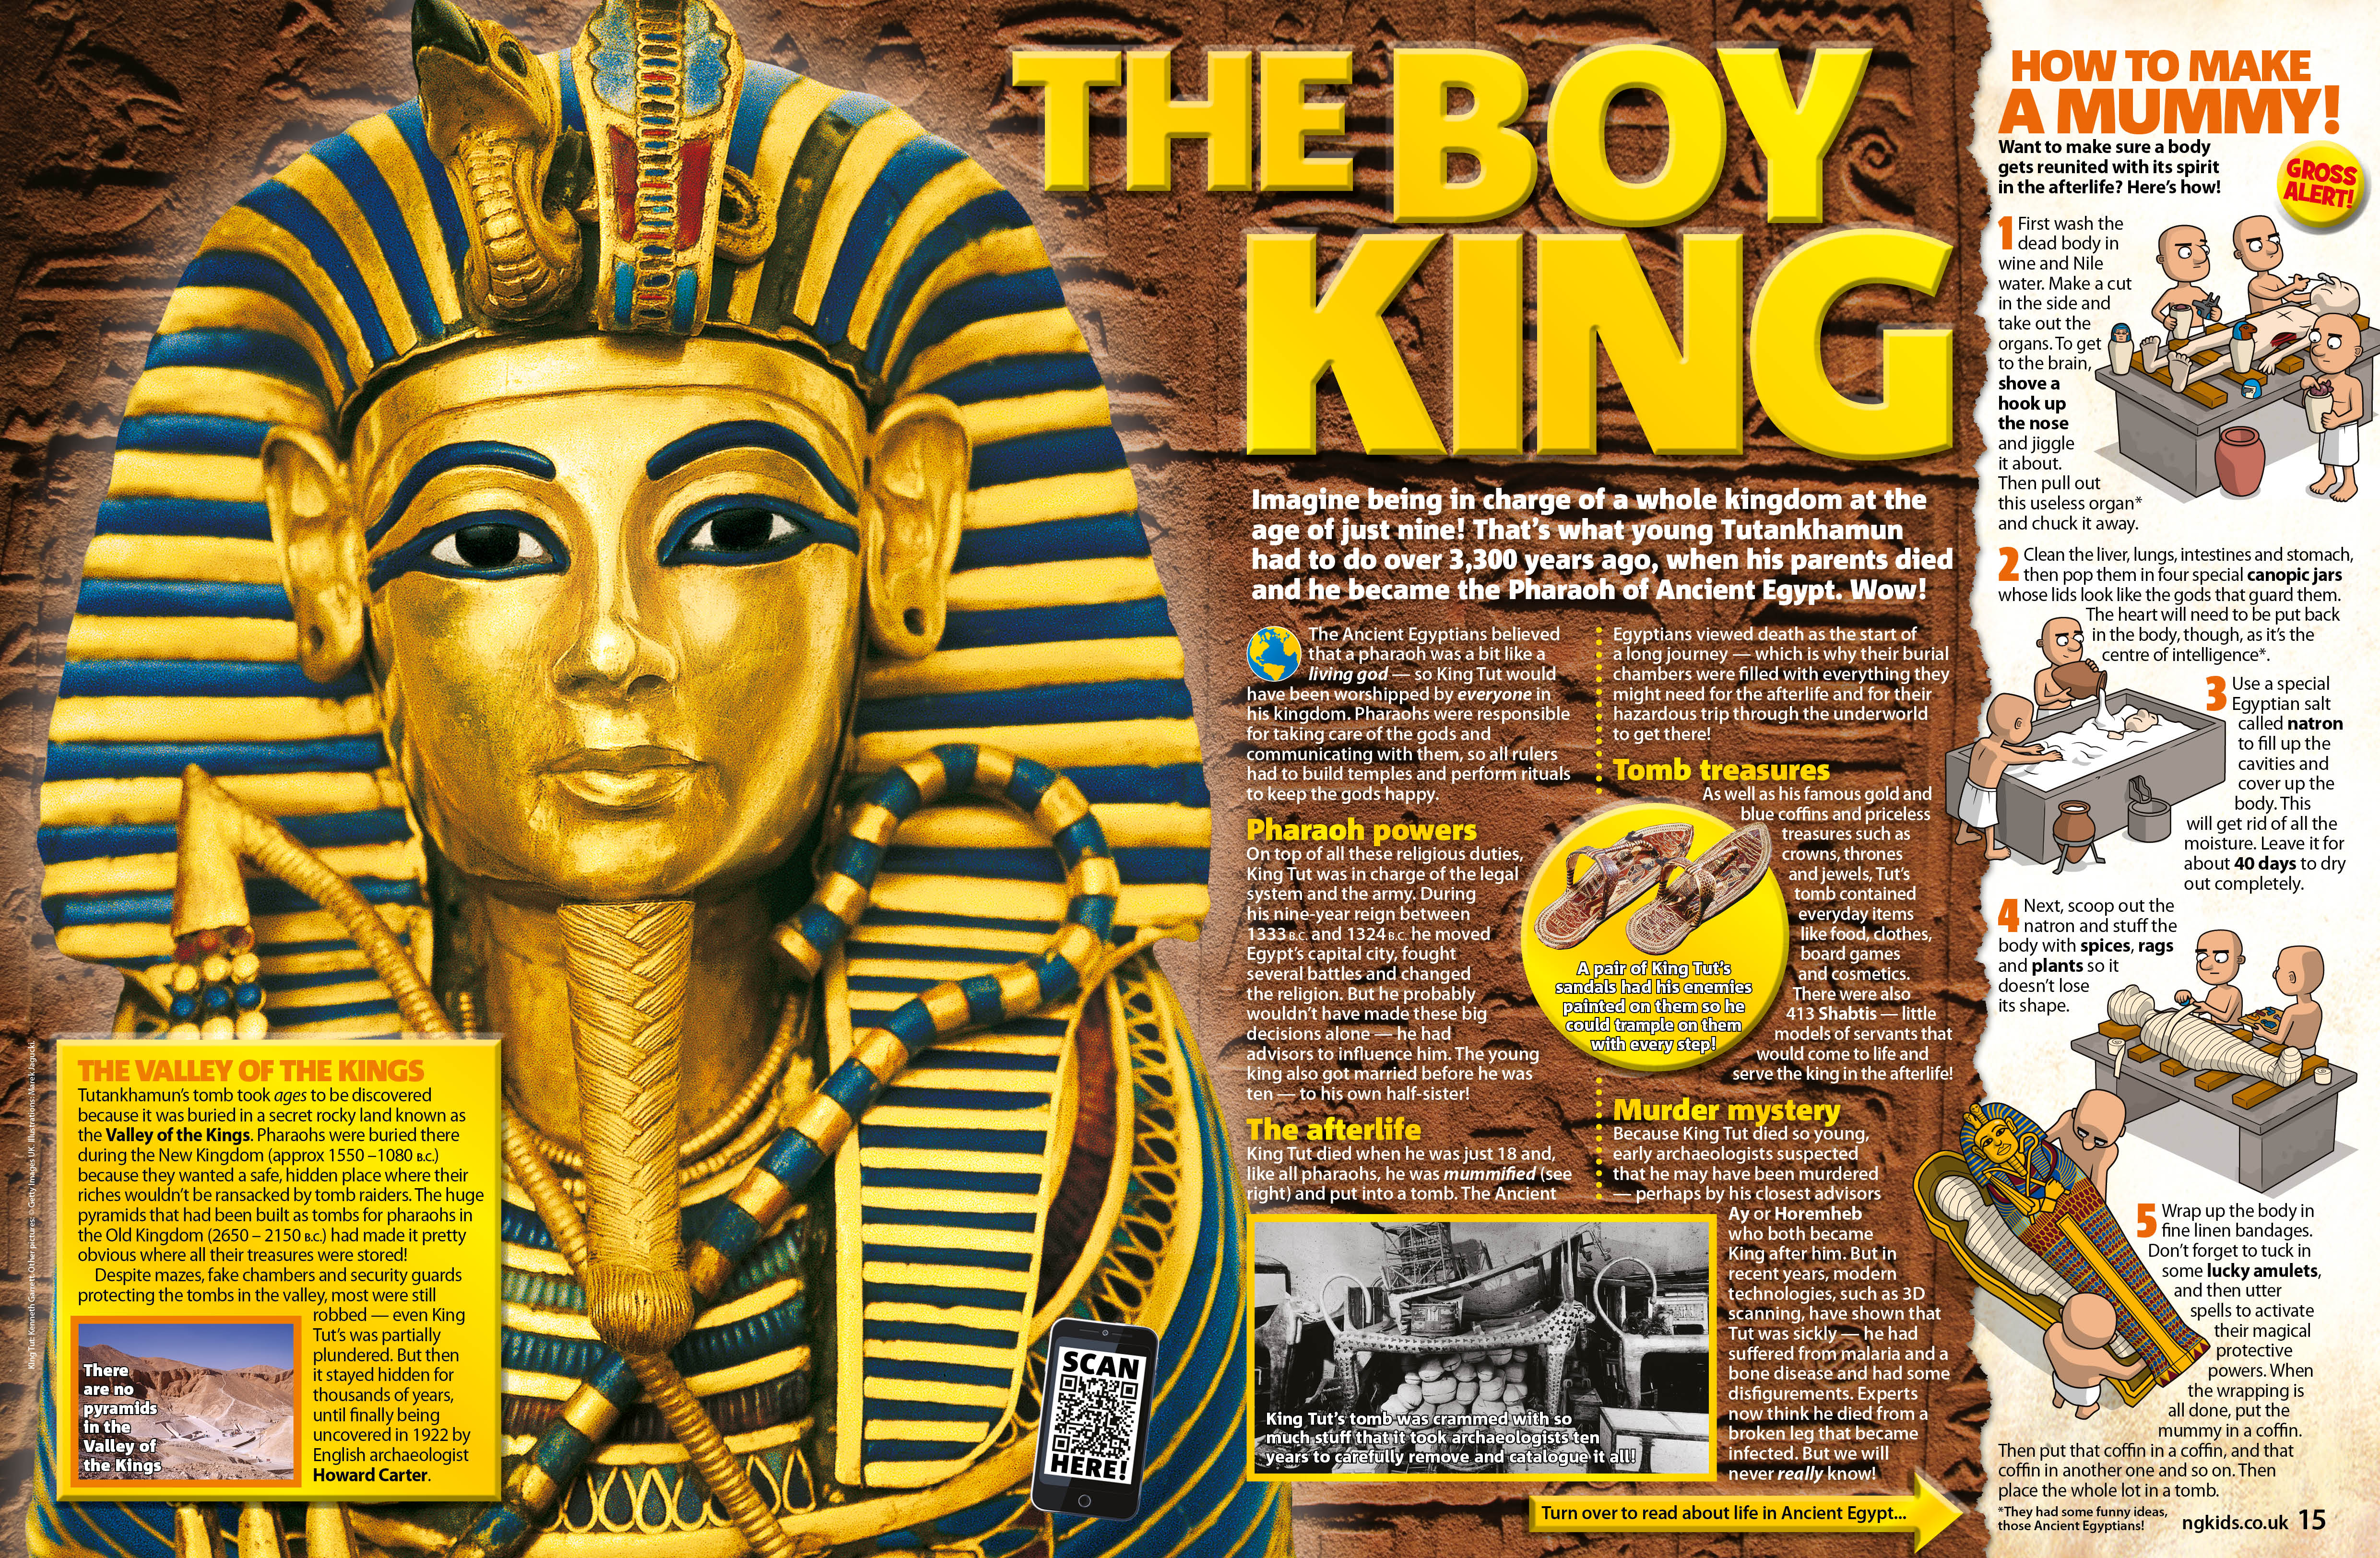 THE BOY
KING
Imagine being in charge of a whole kingdom at the
age of just nine! That's what young Tutankhamun
had to do over 3,300 years ago, when his parents died
and he became the Pharaoh of Ancient Egypt. Wow!
The Ancient Egyptians believed
that a pharaoh was a bit like a
living god — so King Tut would
have been worshipped by everyone in
his kingdom. Pharaohs were responsible
for taking care of the gods and
communicating with them, so all rulers
had to build temples and perform rituals
to keep the gods happy.
Pharaoh powers
On top of all these religious duties,
King Tut was in charge of the legal
system and the army. During
his nine-year reign between
1333 B.C. and 1324 B.C. he moved
Egypt's capital city, fought
several battles and changed
the religion. But he probably
wouldn't have made these big
decisions alone — he had
advisors to influence him. The young
king also got married before he was
ten — to his own half-sister!
The afterlife
King Tut died when he was just 18 and,
like all pharaohs, he was mummified (see
right) and put into a tomb. The Ancient
Egyptians viewed death as the start of
a long journey — which is why their burial
chambers were filled with everything they
might need for the afterlife and for their
hazardous trip through the underworld
to get there!
Tomb treasures
As well as his famous gold and
blue coffins and priceless
treasures such as
crowns, thrones
and jewels, Tut's
tomb contained
everyday items
like food, clothes,
board games
and cosmetics.
There were also
413 Shabtis — little
models of servants that
would come to life and
serve the king in the afterlife!
A pair of King Tut's
sandals had his enemies
painted on them so he
could trample on them
with every step!
Murder mystery
Because King Tut died so young,
early archaeologists suspected
that he may have been murdered
— perhaps by his closest advisors
Ay or Horemheb
who both became
King after him. But in
recent years, modern
technologies, such as 3D
scanning, have shown that
Tut was sickly — he had
suffered from malaria and a
bone disease and had some
disfigurements. Experts
now think he died from a
broken leg that became
infected. But we will
never really know!
King Tut's tomb was crammed with so
much stuff that it took archaeologists ten
years to carefully remove and catalogue it all!
Turn over to read about life in Ancient Egypt...
THE VALLEY OF THE KINGS
Tutankhamun's tomb took ages to be discovered
because it was buried in a secret rocky land known as
the Valley of the Kings. Pharaohs were buried there
during the New Kingdom (approx 1550 –1080 B.C.)
because they wanted a safe, hidden place where their
riches wouldn't be ransacked by tomb raiders. The huge
pyramids that had been built as tombs for pharaohs in
the Old Kingdom (2650 – 2150 B.C.) had made it pretty
obvious where all their treasures were stored!
Despite mazes, fake chambers and security guards
protecting the tombs in the valley, most were still
robbed — even King
Tut's was partially
plundered. But then
it stayed hidden for
thousands of years,
until finally being
uncovered in 1922 by
English archaeologist
Howard Carter.
There
are no
pyramids
in the
Valley of
the Kings
King Tut: Kenneth Garrett. Other pictures: © Getty Images UK. Illustrations: Marek Jagucki.
SCAN
HERE!
HOW TO MAKE
A MUMMY!
Want to make sure a body
gets reunited with its spirit
in the afterlife? Here's how!
GROSS
ALERT!
1 First wash the
dead body in
wine and Nile
water. Make a cut
in the side and
take out the
organs. To get
to the brain,
shove a
hook up
the nose
and jiggle
it about.
Then pull out
this useless organ*
and chuck it away.
2 Clean the liver, lungs, intestines and stomach,
then pop them in four special canopic jars
whose lids look like the gods that guard them.
The heart will need to be put back
in the body, though, as it's the
centre of intelligence*.
3 Use a special
Egyptian salt
called natron
to fill up the
cavities and
cover up the
body. This
will get rid of all the
moisture. Leave it for
about 40 days to dry
out completely.
4 Next, scoop out the
natron and stuff the
body with spices, rags
and plants so it
doesn't lose
its shape.
5 Wrap up the body in
fine linen bandages.
Don't forget to tuck in
some lucky amulets,
and then utter
spells to activate
their magical
protective
powers. When
the wrapping is
all done, put the
mummy in a coffin.
Then put that coffin in a coffin, and that
coffin in another one and so on. Then
place the whole lot in a tomb.
*They had some funny ideas,
those Ancient Egyptians!
ngkids.co.uk 15